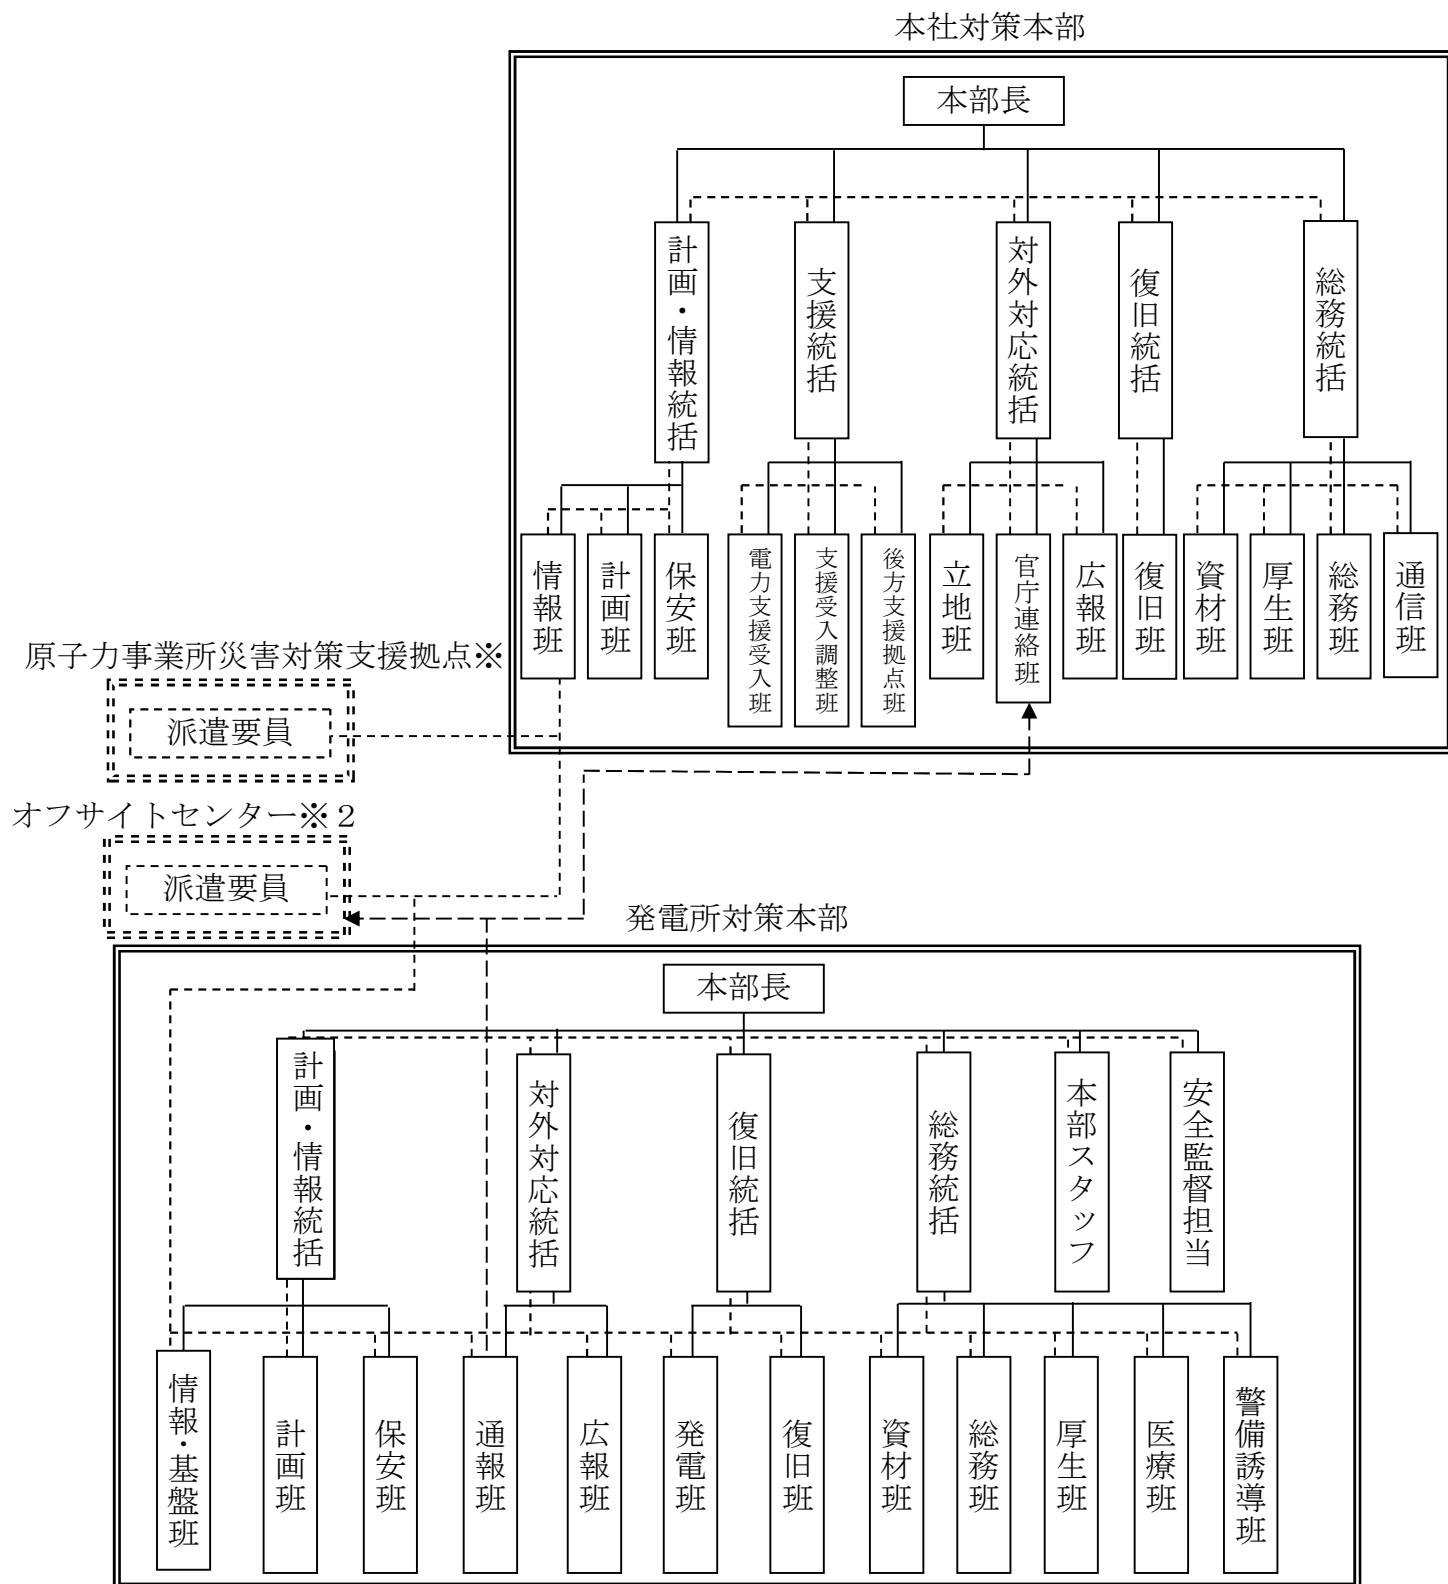 本社対策本部
本部長
計画・情報統括
支援統括
対外対応統括
復旧統括
総務統括
情報班
計画班
保安班
電力支援受入班
支援受入調整班
後方支援拠点班
立地班
官庁連絡班
広報班
復旧班
資材班
厚生班
総務班
通信班
原子力事業所災害対策支援拠点※
派遣要員
オフサイトセンター※2
派遣要員
発電所対策本部
本部長
計画・情報統括
対外対応統括
復旧統括
総務統括
本部スタッフ
安全監督担当
情報・基盤班
計画班
保安班
通報班
広報班
発電班
復旧班
資材班
総務班
厚生班
医療班
警備誘導班